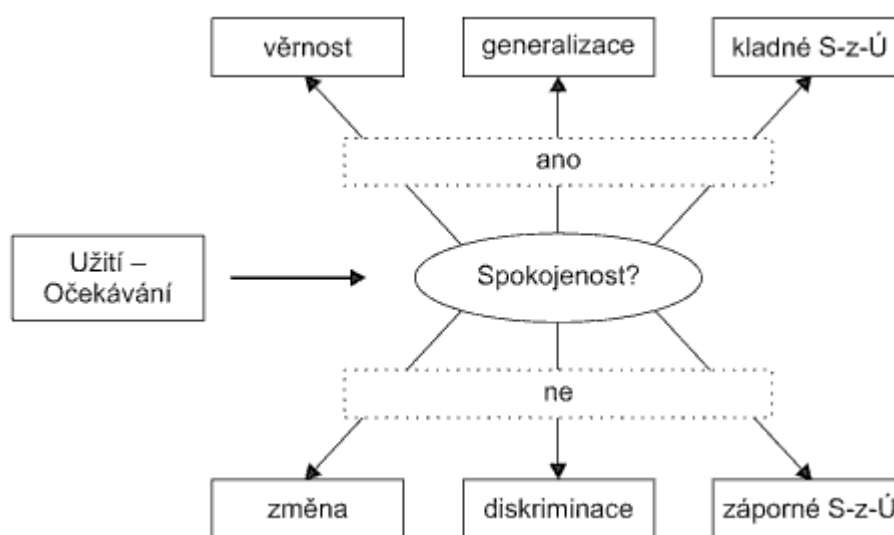 věrnost
generalizace
kladné S-z-Ú
ano
Užití –
Očekávání
Spokojenost?
ne
změna
diskriminace
záporné S-z-Ú